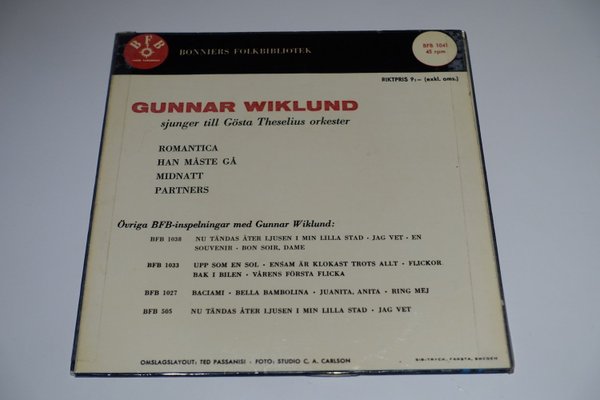 BFB
BONNIERS FOLKBIBLIOTEK
BFB 1041
45 rpm
RIKTPRIS 9:— (exkl. oms.)
GUNNAR WIKLUND
sjunger till Gösta Theselius orkester
ROMANTICA
HAN MÅSTE GÅ
MIDNATT
PARTNERS
Övriga BFB-inspelningar med Gunnar Wiklund:
BFB 1038 NU TÄNDAS ÅTER LJUSEN I MIN LILLA STAD · JAG VET · EN
SOUVENIR · BON SOIR, DAME
BFB 1033 UPP SOM EN SOL · ENSAM ÄR KLOKAST TROTS ALLT · FLICKOR
BAK I BILEN · VÅRENS FÖRSTA FLICKA
BFB 1027 BACIAMI · BELLA BAMBOLINA · JUANITA, ANITA · RING MEJ
BFB 505 NU TÄNDAS ÅTER LJUSEN I MIN LILLA STAD · JAG VET
OMSLAGSLAYOUT: TED PASSANISI · FOTO: STUDIO C. A. CARLSON
FARSTA, SWEDEN